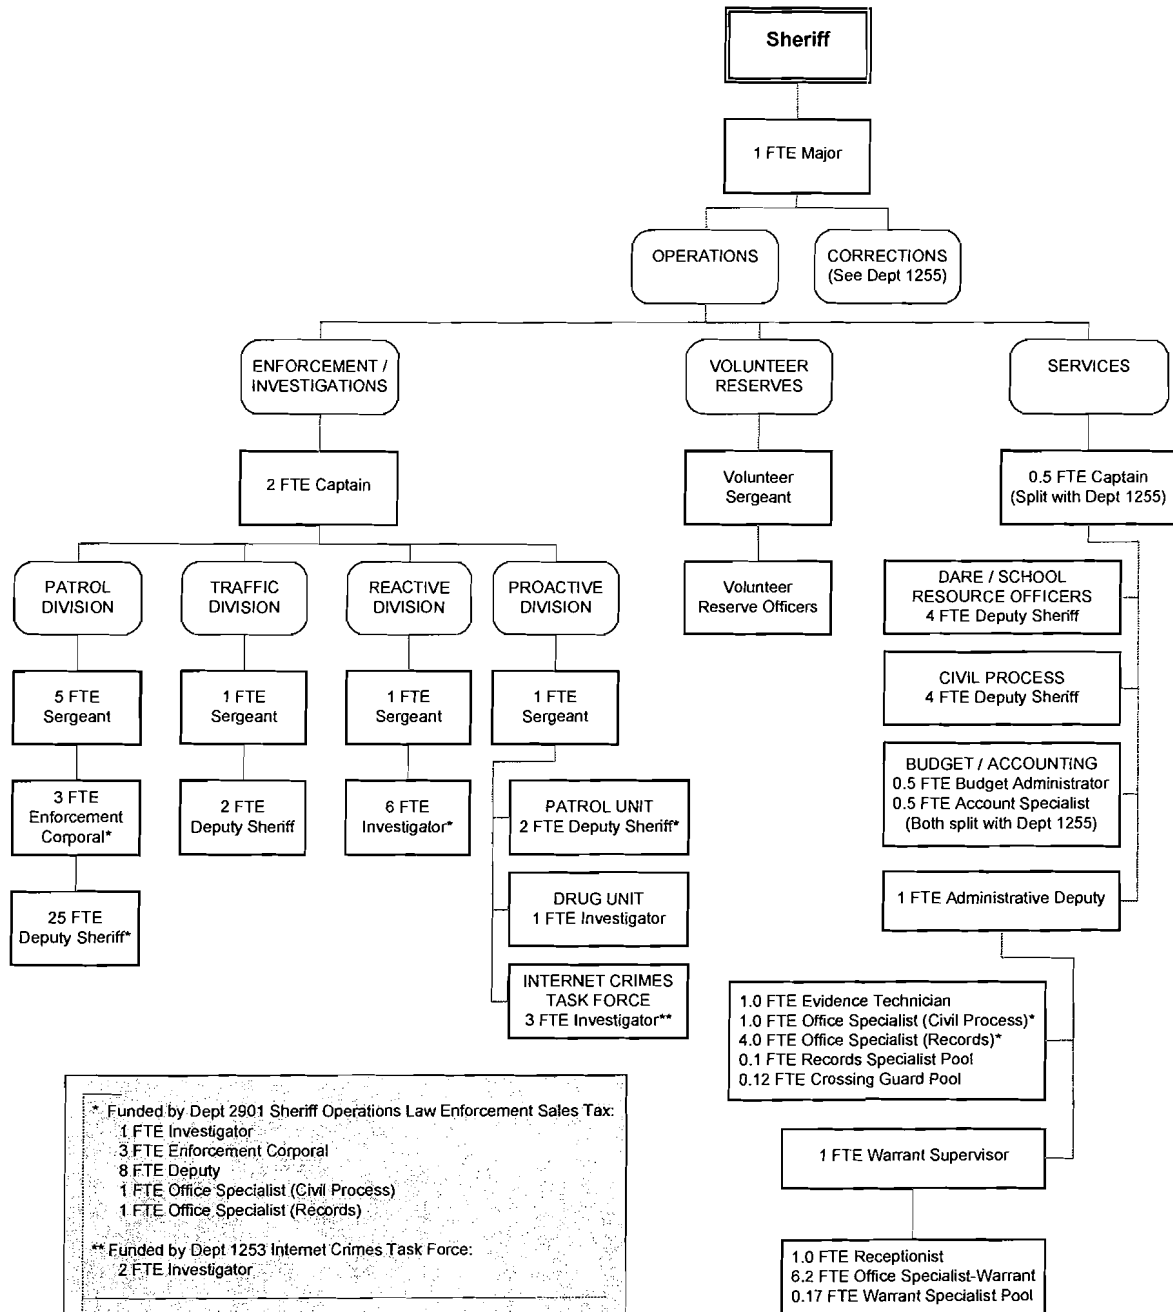 Sheriff
1 FTE Major
OPERATIONS
CORRECTIONS
(See Dept 1255)
ENFORCEMENT /
INVESTIGATIONS
VOLUNTEER
RESERVES
SERVICES
2 FTE Captain
Volunteer
Sergeant
0.5 FTE Captain
(Split with Dept 1255)
PATROL
DIVISION
TRAFFIC
DIVISION
REACTIVE
DIVISION
PROACTIVE
DIVISION
Volunteer
Reserve Officers
DARE / SCHOOL
RESOURCE OFFICERS
4 FTE Deputy Sheriff
5 FTE
Sergeant
1 FTE
Sergeant
1 FTE
Sergeant
1 FTE
Sergeant
CIVIL PROCESS
4 FTE Deputy Sheriff
3 FTE
Enforcement
Corporal*
2 FTE
Deputy Sheriff
6 FTE
Investigator*
PATROL UNIT
2 FTE Deputy Sheriff*
BUDGET / ACCOUNTING
0.5 FTE Budget Administrator
0.5 FTE Account Specialist
(Both split with Dept 1255)
25 FTE
Deputy Sheriff*
DRUG UNIT
1 FTE Investigator
1 FTE Administrative Deputy
INTERNET CRIMES
TASK FORCE
3 FTE Investigator**
1.0 FTE Evidence Technician
1.0 FTE Office Specialist (Civil Process)*
4.0 FTE Office Specialist (Records)*
0.1 FTE Records Specialist Pool
0.12 FTE Crossing Guard Pool
* Funded by Dept 2901 Sheriff Operations Law Enforcement Sales Tax:
1 FTE Investigator
3 FTE Enforcement Corporal
8 FTE Deputy
1 FTE Office Specialist (Civil Process)
1 FTE Office Specialist (Records)
** Funded by Dept 1253 Internet Crimes Task Force:
2 FTE Investigator
1 FTE Warrant Supervisor
1.0 FTE Receptionist
6.2 FTE Office Specialist-Warrant
0.17 FTE Warrant Specialist Pool